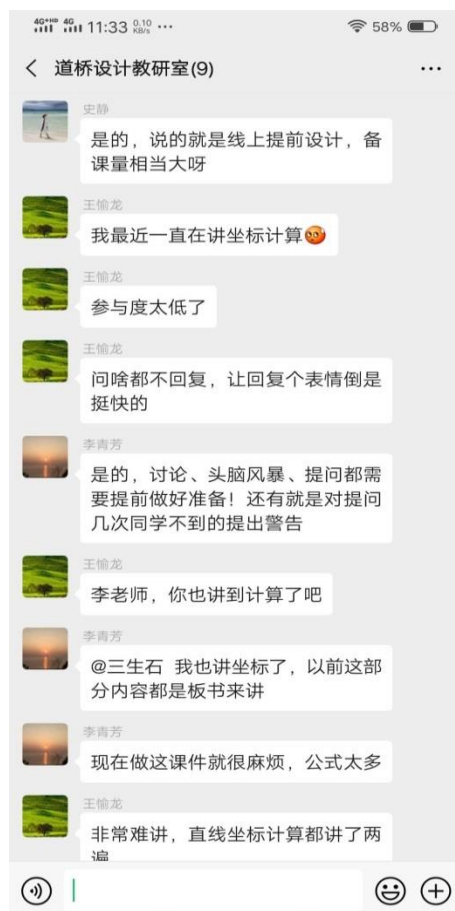 4G+HD 4G 11:33 0.10 KB/s ... 58%
道桥设计教研室(9)
史静
是的，说的就是线上提前设计，备
课量相当大呀
王愉龙
我最近一直在讲坐标计算
王愉龙
参与度太低了
王愉龙
问啥都不回复，让回复个表情倒是
挺快的
李青芳
是的，讨论、头脑风暴、提问都需
要提前做好准备！还有就是对提问
几次同学不到的提出警告
王愉龙
李老师，你也讲到计算了吧
李青芳
@三生石 我也讲坐标了，以前这部
分内容都是板书来讲
李青芳
现在做这课件就很麻烦，公式太多
王愉龙
非常难讲，直线坐标计算都讲了两
遍